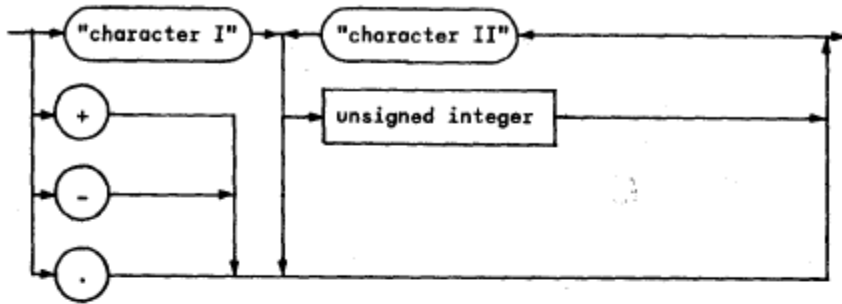 "character I" "character II"
+
unsigned integer
-
.